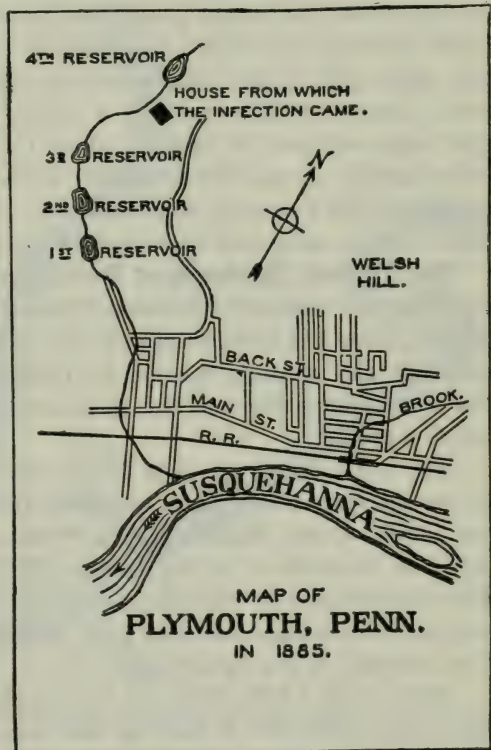 4TH RESERVOIR
HOUSE FROM WHICH
THE INFECTION CAME.
3R RESERVOIR
N
2ND RESERVOIR
1ST RESERVOIR
WELSH
HILL.
BACK ST.
MAIN ST.
BROOK.
R. R.
SUSQUEHANNA
MAP OF
PLYMOUTH, PENN.
IN 1885.